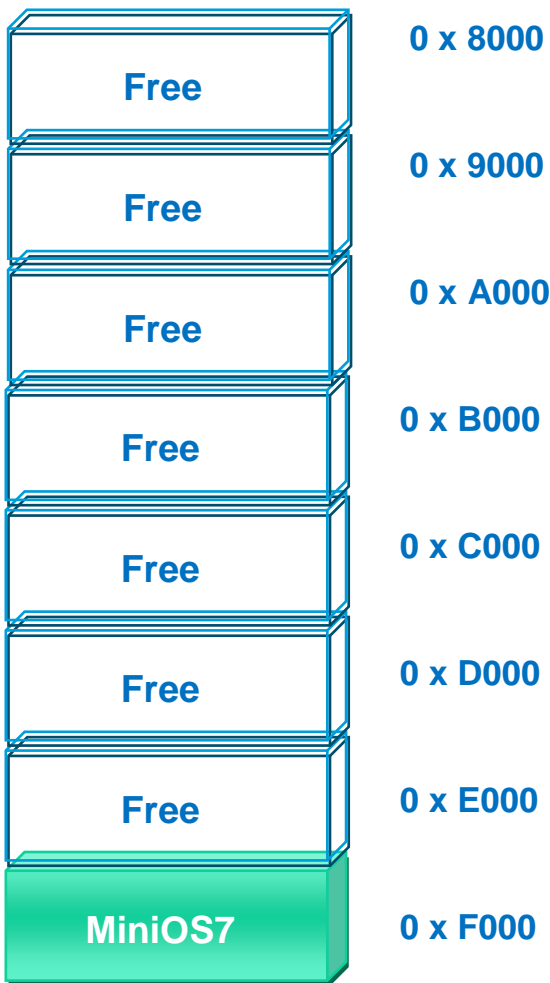 0 x 8000
Free
0 x 9000
Free
0 x A000
Free
0 x B000
Free
0 x C000
Free
0 x D000
Free
0 x E000
Free
MiniOS7
0 x F000